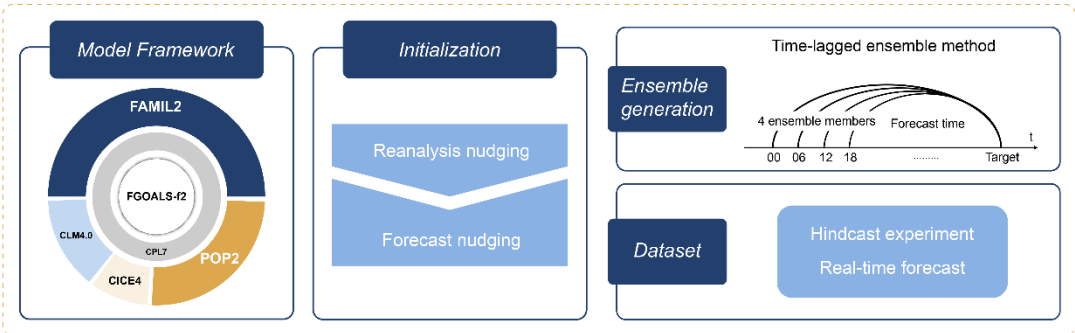 Model Framework
FAMIL2
FGOALS-f2
CLM4.0
CPL7
POP2
CICE4
Initialization
Reanalysis nudging
Forecast nudging
Ensemble
generation
Time-lagged ensemble method
4 ensemble members
Forecast time
t
00 06 12 18 ......... Target
Dataset
Hindcast experiment
Real-time forecast